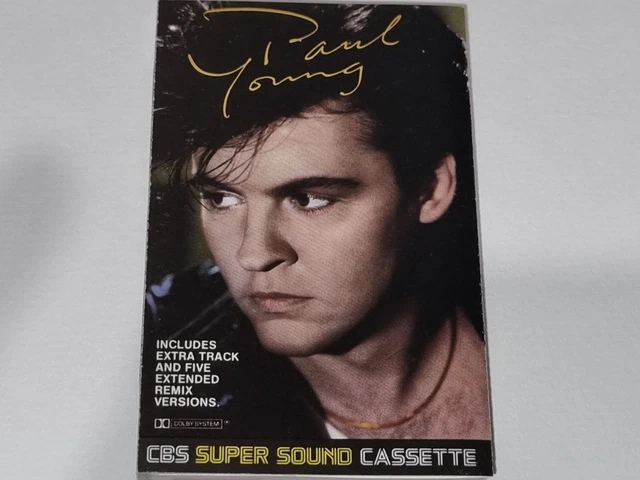 Paul
Young
INCLUDES
EXTRA TRACK
AND FIVE
EXTENDED
REMIX
VERSIONS.
DOLBY SYSTEM
CBS SUPER SOUND CASSETTE